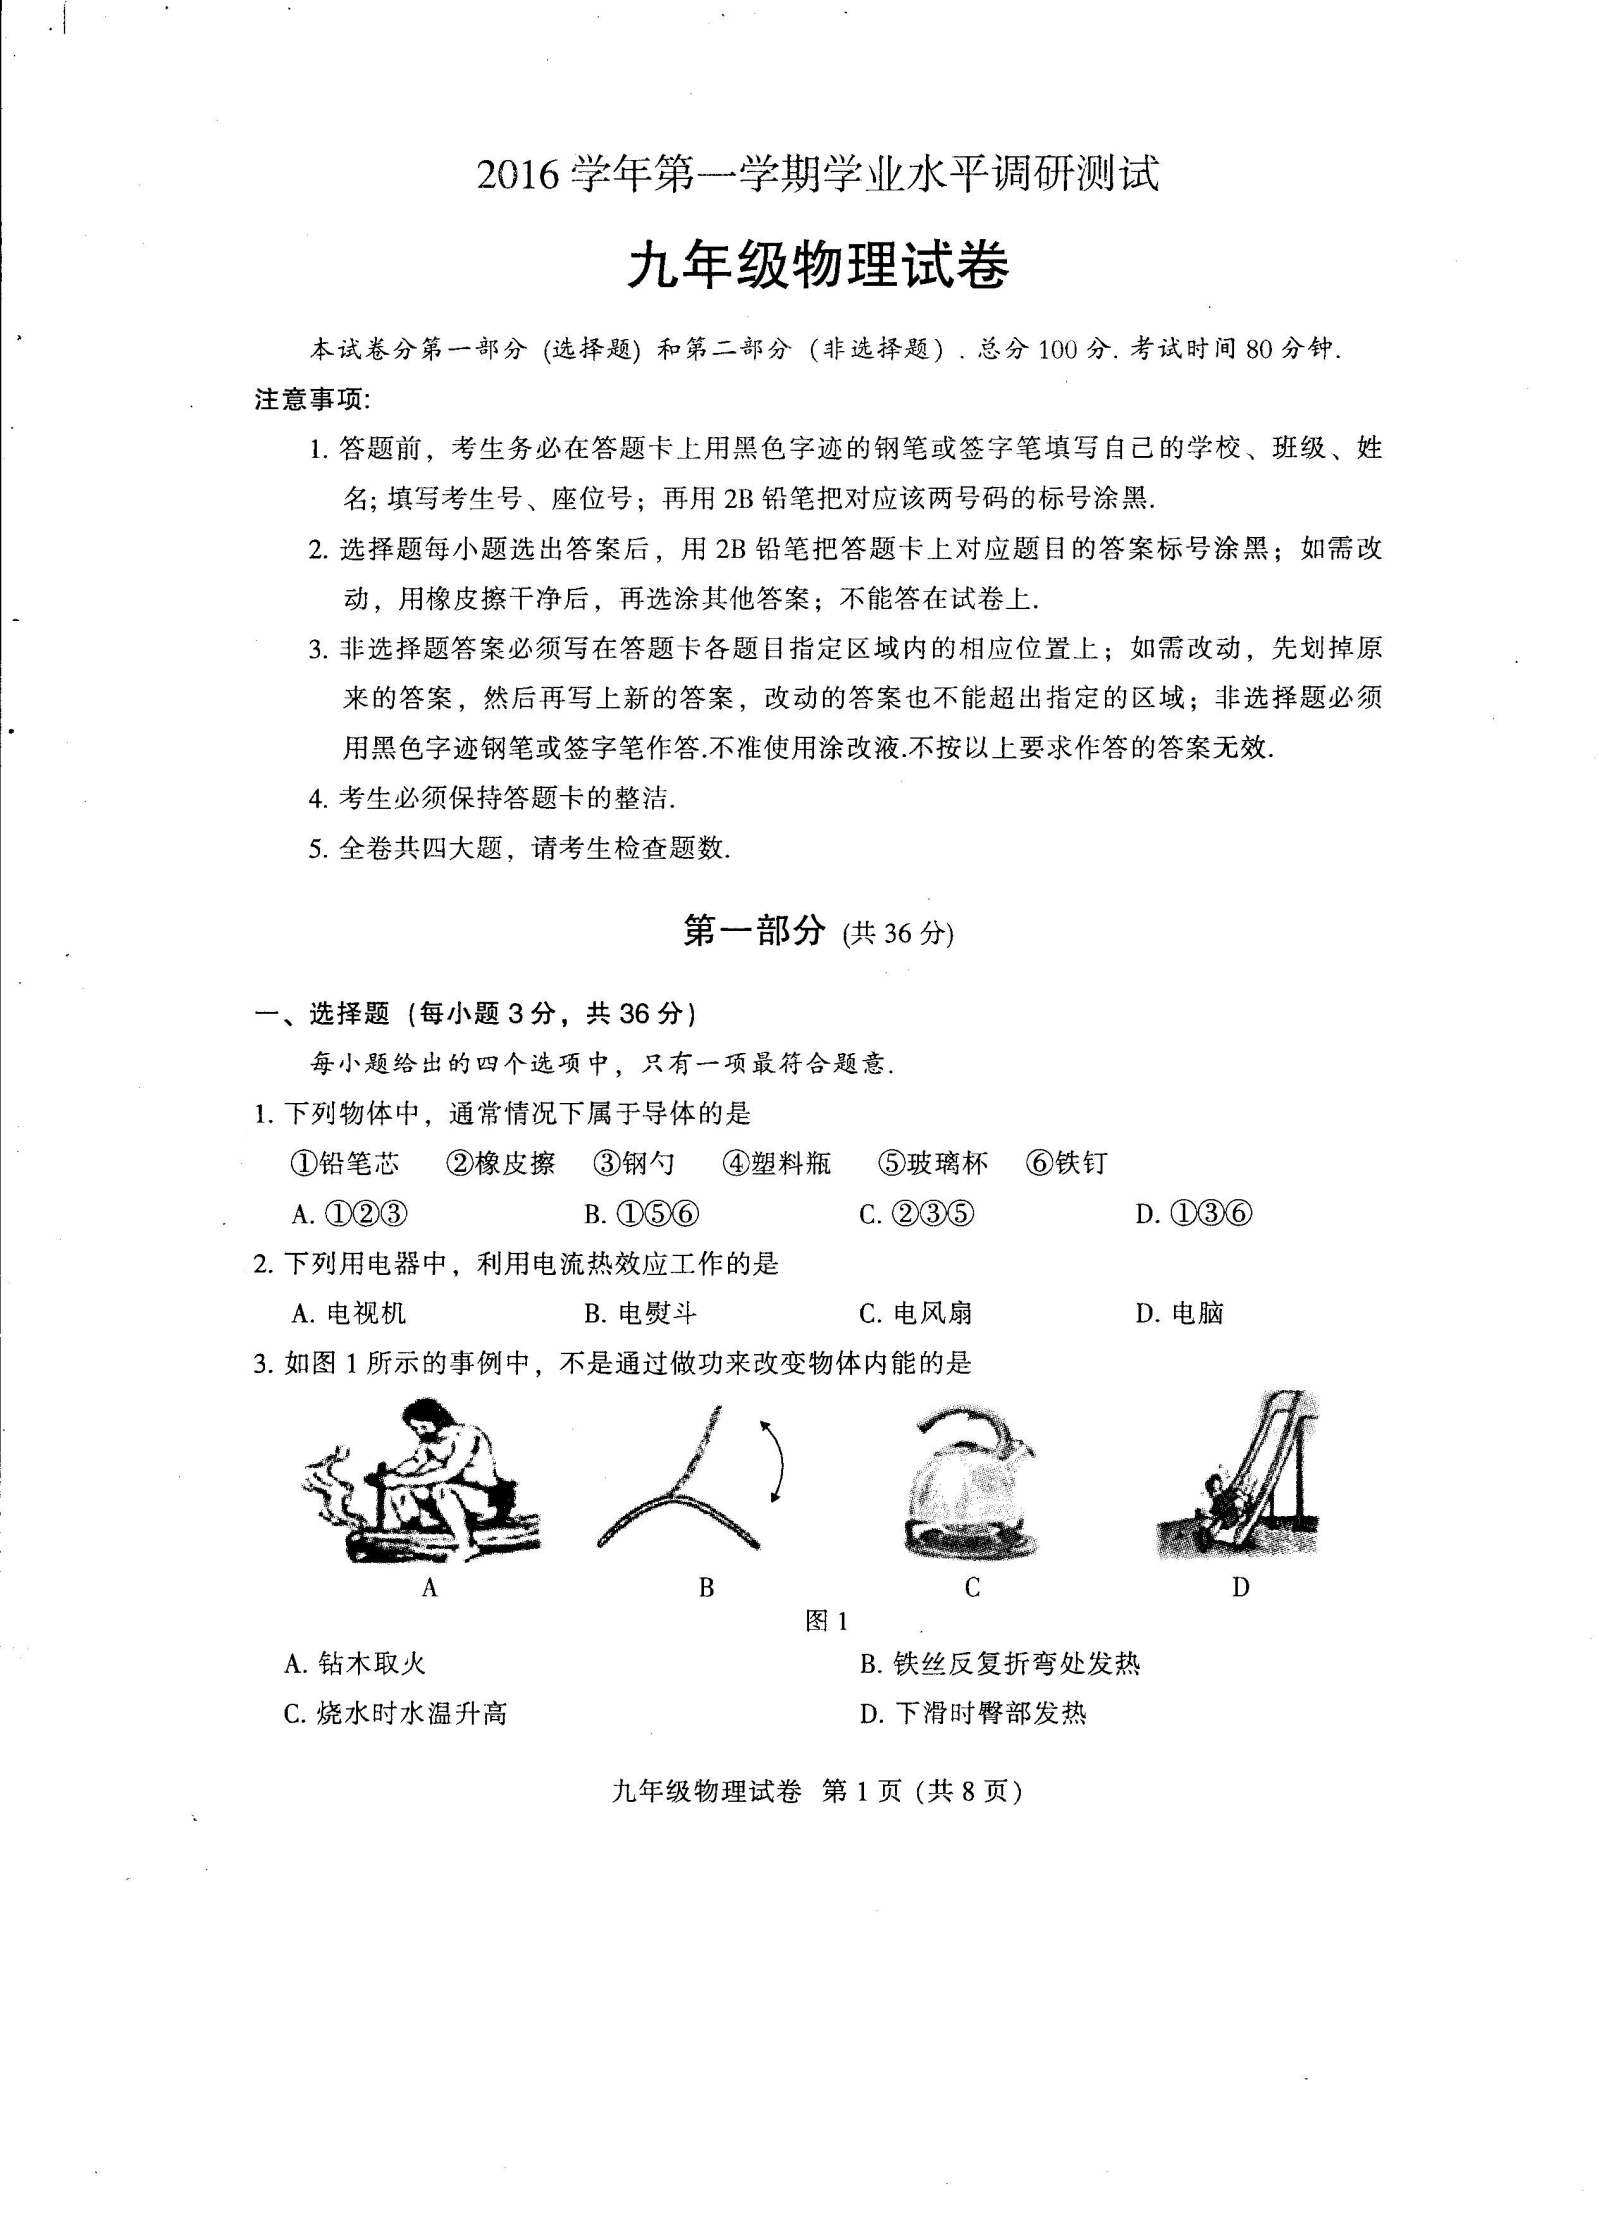 2016 学年第一学期学业水平调研测试
九年级物理试卷
本试卷分第一部分 (选择题) 和第二部分 (非选择题) . 总分 100 分. 考试时间 80 分钟.
注意事项:
1. 答题前，考生务必在答题卡上用黑色字迹的钢笔或签字笔填写自己的学校、班级、姓
名; 填写考生号、座位号；再用 2B 铅笔把对应该两号码的标号涂黑.
2. 选择题每小题选出答案后，用 2B 铅笔把答题卡上对应题目的答案标号涂黑；如需改
动，用橡皮擦干净后，再选涂其他答案；不能答在试卷上.
3. 非选择题答案必须写在答题卡各题目指定区域内的相应位置上；如需改动，先划掉原
来的答案，然后再写上新的答案，改动的答案也不能超出指定的区域；非选择题必须
用黑色字迹钢笔或签字笔作答.不准使用涂改液.不按以上要求作答的答案无效.
4. 考生必须保持答题卡的整洁.
5. 全卷共四大题，请考生检查题数.
第一部分 (共 36 分)
一、选择题 (每小题 3 分，共 36 分)
每小题给出的四个选项中，只有一项最符合题意.
1. 下列物体中，通常情况下属于导体的是
①铅笔芯 ②橡皮擦 ③钢勺 ④塑料瓶 ⑤玻璃杯 ⑥铁钉
A. ①②③ B. ①⑤⑥ C. ②③⑤ D. ①③⑥
2. 下列用电器中，利用电流热效应工作的是
A. 电视机 B. 电熨斗 C. 电风扇 D. 电脑
3. 如图 1 所示的事例中，不是通过做功来改变物体内能的是
A B C D
图 1
A. 钻木取火 B. 铁丝反复折弯处发热
C. 烧水时水温升高 D. 下滑时臀部发热
九年级物理试卷 第 1 页 (共 8 页)